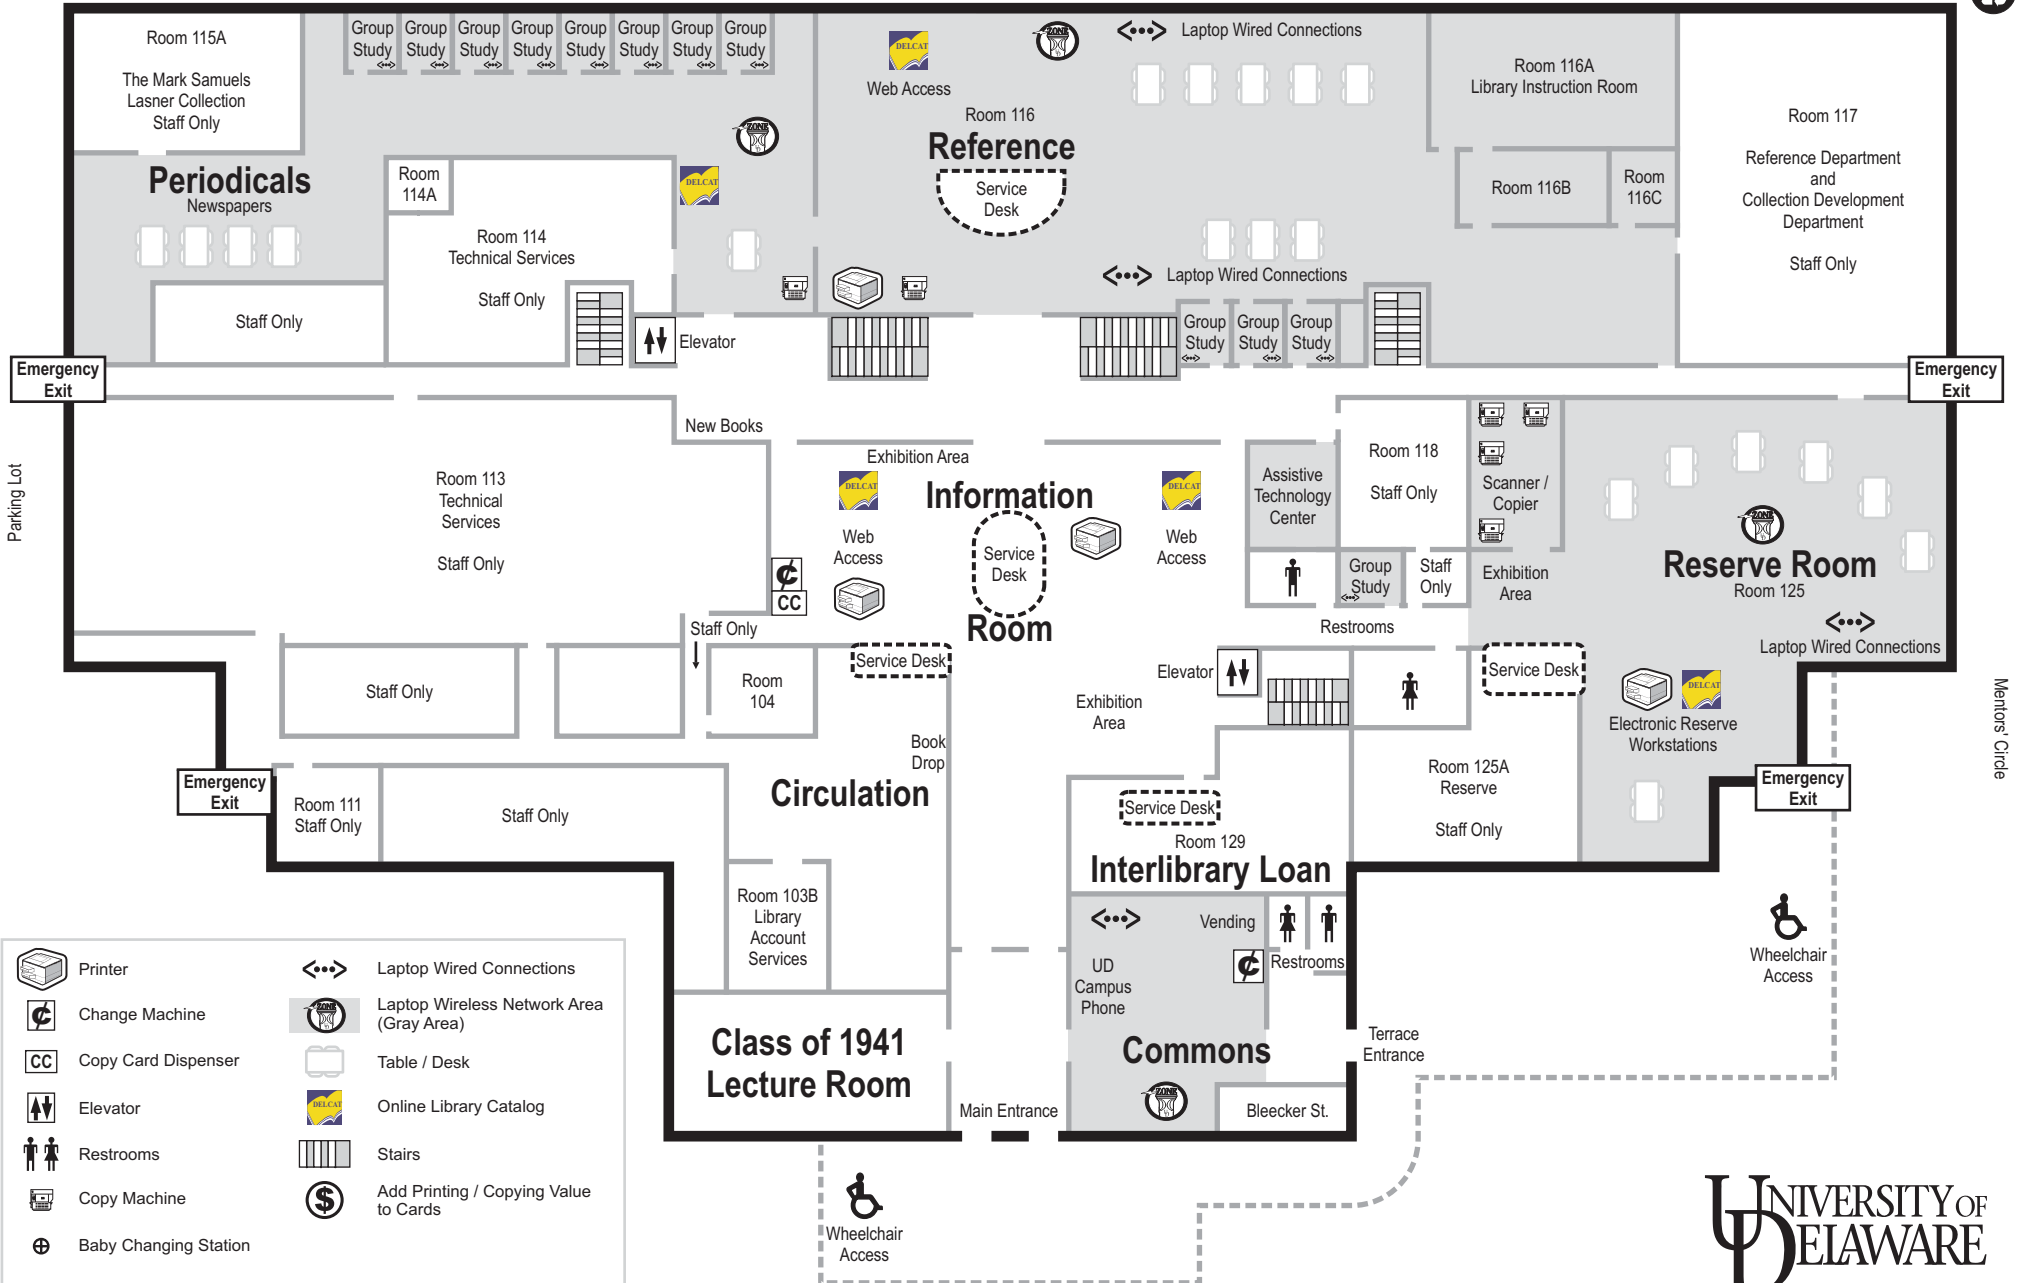 Room 115A
The Mark Samuels
Lasner Collection
Staff Only
Group
Study
Group
Study
Group
Study
Group
Study
Group
Study
Group
Study
Group
Study
Group
Study
DELCAT
Web Access
ZONE
Laptop Wired Connections
Room 116
Reference
Service
Desk
Room 116A
Library Instruction Room
Room 116B
Room
116C
Room 117
Reference Department
and
Collection Development
Department
Staff Only
ZONE
Periodicals
Newspapers
Room
114A
DELCAT
Room 114
Technical Services
Staff Only
Staff Only
Laptop Wired Connections
Elevator
Group
Study
Group
Study
Group
Study
Emergency
Exit
Emergency
Exit
New Books
Parking Lot
Room 113
Technical
Services
Staff Only
Exhibition Area
DELCAT
Web
Access
Information
Service
Desk
Room
DELCAT
Web
Access
Assistive
Technology
Center
Room 118
Staff Only
Scanner /
Copier
Group
Study
Staff
Only
Exhibition
Area
ZONE
Reserve Room
Room 125
Laptop Wired Connections
¢
CC
Restrooms
Staff Only
Staff Only
Room
104
Service Desk
Elevator
Exhibition
Area
Service Desk
DELCAT
Electronic Reserve
Workstations
Mentors' Circle
Book
Drop
Circulation
Emergency
Exit
Room 111
Staff Only
Staff Only
Service Desk
Room 129
Interlibrary Loan
Room 125A
Reserve
Staff Only
Emergency
Exit
Room 103B
Library
Account
Services
Vending
¢
Restrooms
UD
Campus
Phone
Commons
ZONE
Bleecker St.
Terrace
Entrance
Wheelchair
Access
Class of 1941
Lecture Room
Main Entrance
Wheelchair
Access
Printer
¢
Change Machine
CC
Copy Card Dispenser
Elevator
Restrooms
Copy Machine
Baby Changing Station
Laptop Wired Connections
ZONE
Laptop Wireless Network Area
(Gray Area)
Table / Desk
DELCAT
Online Library Catalog
Stairs
$
Add Printing / Copying Value
to Cards
UNIVERSITY OF
DELAWARE